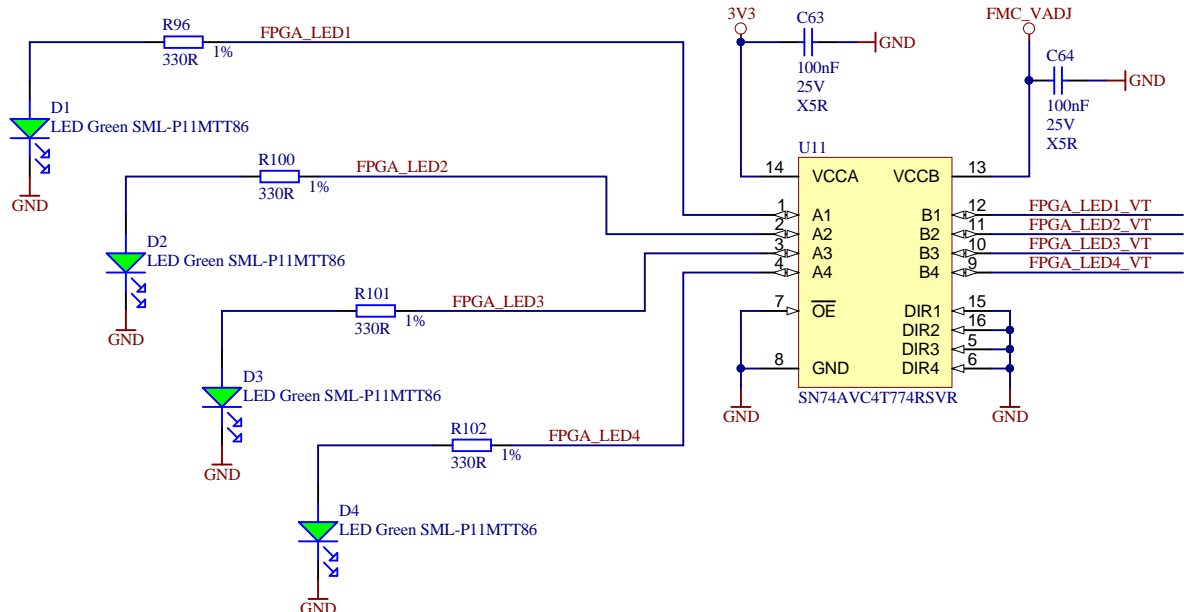 R96
FPGA_LED1
330R
1%
D1
LED Green SML-P11MTT86
GND
R100
FPGA_LED2
330R
1%
D2
LED Green SML-P11MTT86
GND
R101
FPGA_LED3
330R
1%
D3
LED Green SML-P11MTT86
GND
R102
FPGA_LED4
330R
1%
D4
LED Green SML-P11MTT86
GND
3V3
C63
GND
100nF
25V
X5R
FMC_VADJ
C64
GND
100nF
25V
X5R
U11
14 VCCA VCCB 13
1 A1 B1 12 FPGA_LED1_VT
2 A2 B2 11 FPGA_LED2_VT
3 A3 B3 10 FPGA_LED3_VT
4 A4 B4 9 FPGA_LED4_VT
7 OE DIR1 15
DIR2 16
DIR3 5
8 GND DIR4 6
SN74AVC4T774RSVR
GND
GND